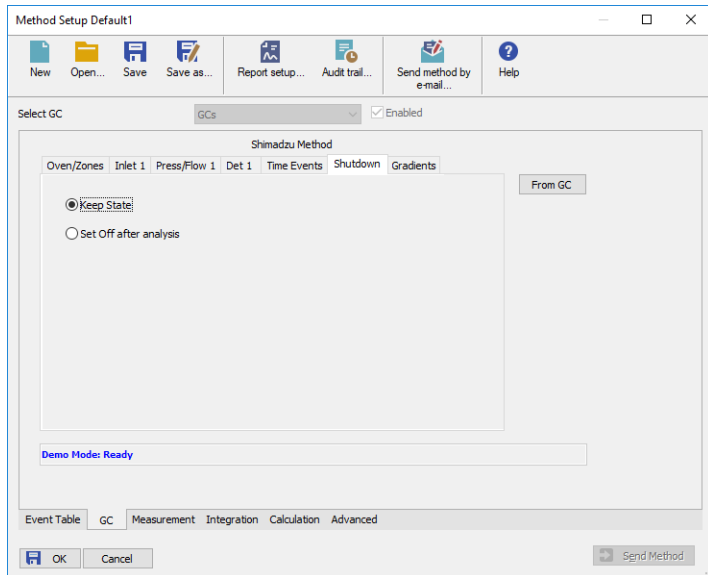 Method Setup Default1
New Open... Save Save as... Report setup... Audit trail... Send method by e-mail... Help
Select GC GCs Enabled
Shimadzu Method
Oven/Zones Inlet 1 Press/Flow 1 Det 1 Time Events Shutdown Gradients
From GC
Keep State
Set Off after analysis
Demo Mode: Ready
Event Table GC Measurement Integration Calculation Advanced
OK Cancel Send Method